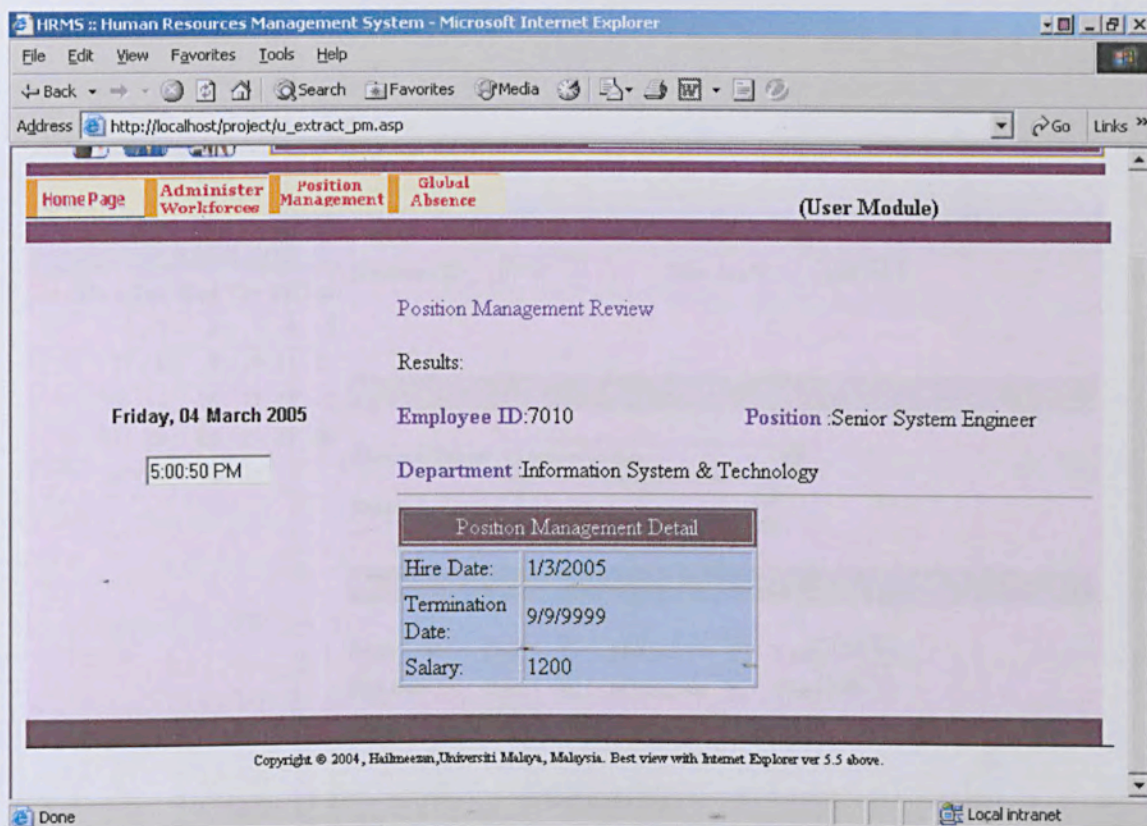 HRMS :: Human Resources Management System - Microsoft Internet Explorer
File Edit View Favorites Tools Help
Back Search Favorites Media
Address http://localhost/project/u_extract_pm.asp Go Links »
Home Page Administer Workforces Position Management Global Absence
(User Module)
Position Management Review
Results:
Friday, 04 March 2005
Employee ID:7010 Position :Senior System Engineer
5:00:50 PM
Department :Information System & Technology
Position Management Detail
Hire Date: 1/3/2005
Termination Date: 9/9/9999
Salary: 1200
Copyright © 2004, Hailmeezan,Universiti Malaya, Malaysia. Best view with Internet Explorer ver 5.5 above.
Done Local intranet